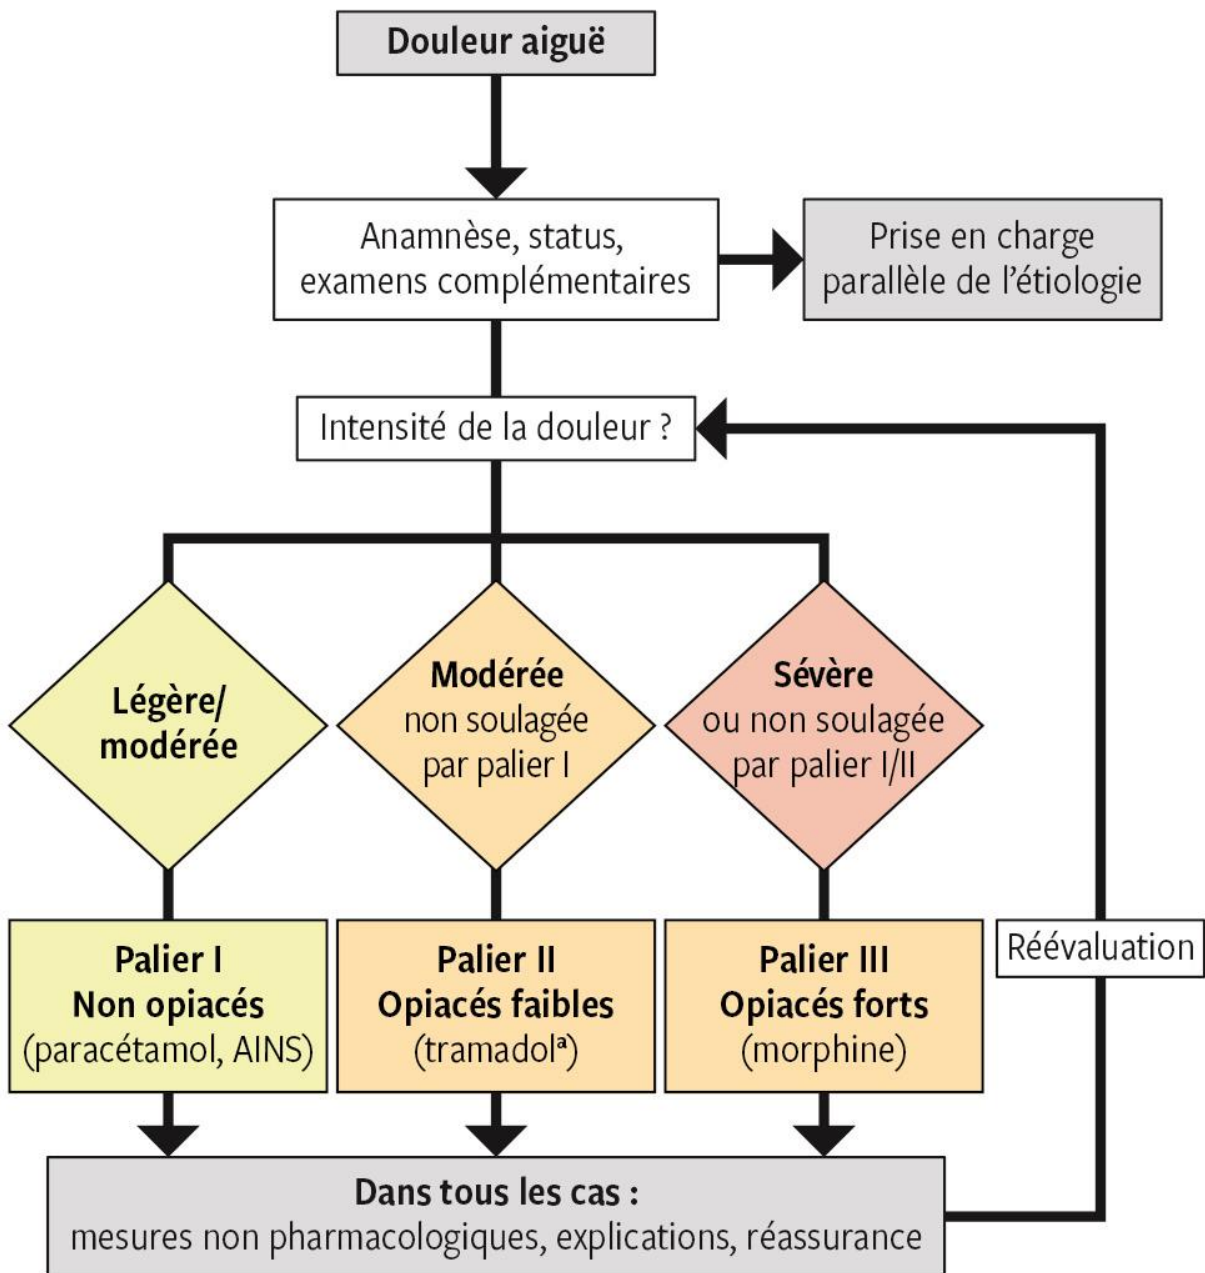 Douleur aiguë
Anamnèse, status,
examens complémentaires
Prise en charge
parallèle de l'étiologie
Intensité de la douleur ?
Légère/
modérée
Modérée
non soulagée
par palier I
Sévère
ou non soulagée
par palier I/II
Palier I
Non opiacés
(paracétamol, AINS)
Palier II
Opiacés faibles
(tramadolᵃ)
Palier III
Opiacés forts
(morphine)
Réévaluation
Dans tous les cas :
mesures non pharmacologiques, explications, réassurance